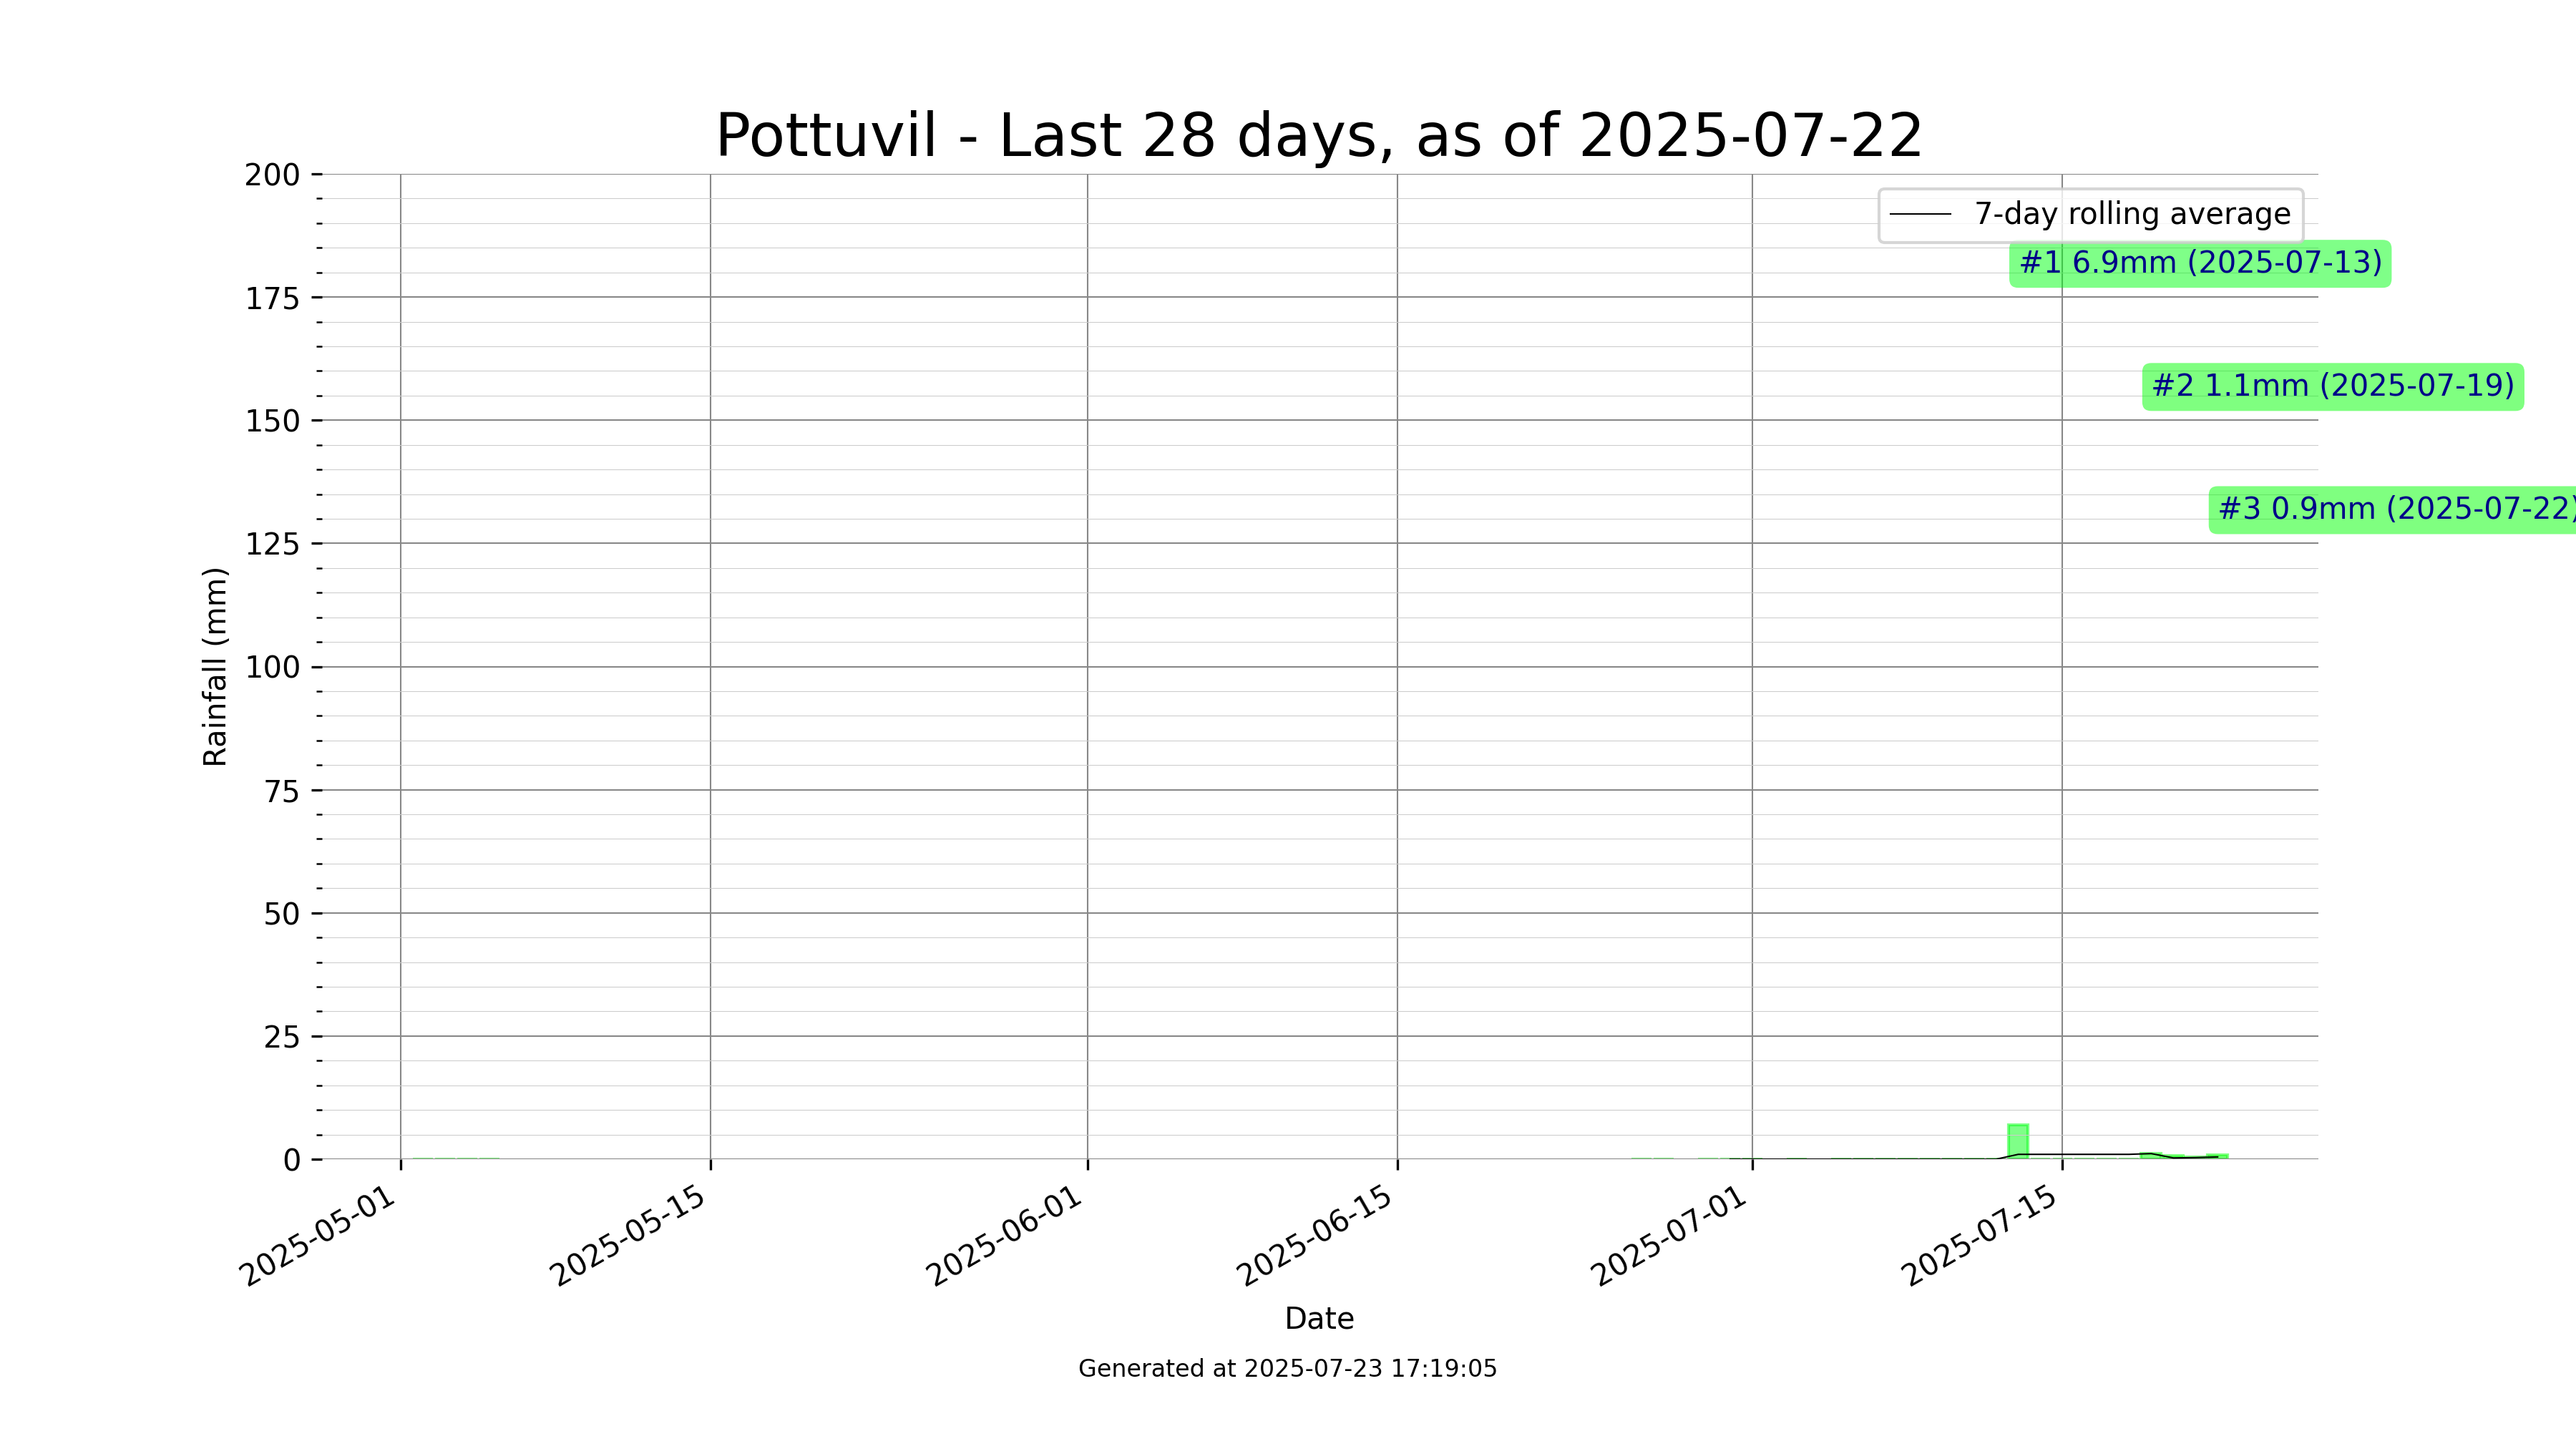 Pottuvil - Last 28 days, as of 2025-07-22
200
175
150
125
100
75
50
25
0
Rainfall (mm)
7-day rolling average
#1 6.9mm (2025-07-13)
#2 1.1mm (2025-07-19)
#3 0.9mm (2025-07-22)
2025-05-01
2025-05-15
2025-06-01
2025-06-15
2025-07-01
2025-07-15
Date
Generated at 2025-07-23 17:19:05